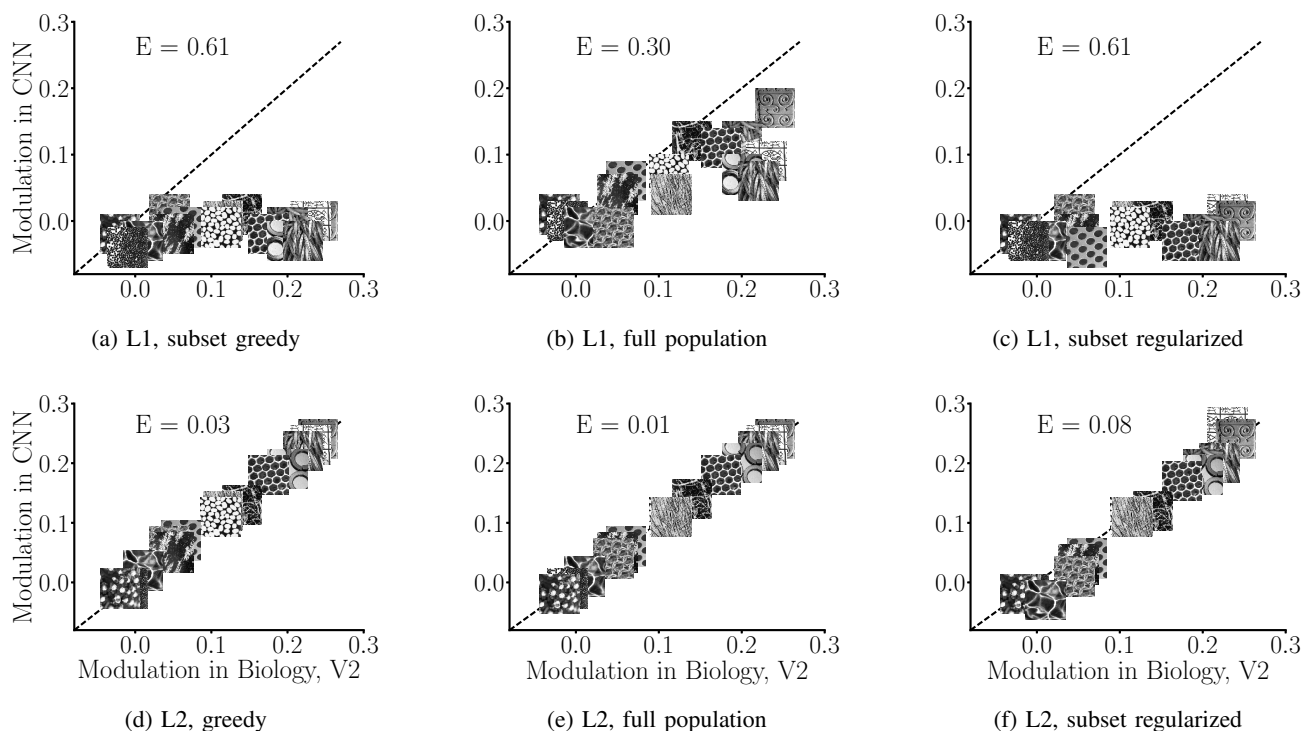 0.3
0.2
0.1
0.0
Modulation in CNN
E = 0.61
0.0 0.1 0.2 0.3
(a) L1, subset greedy
0.3
0.2
0.1
0.0
E = 0.30
0.0 0.1 0.2 0.3
(b) L1, full population
0.3
0.2
0.1
0.0
E = 0.61
0.0 0.1 0.2 0.3
(c) L1, subset regularized
0.3
0.2
0.1
0.0
Modulation in CNN
E = 0.03
0.0 0.1 0.2 0.3
Modulation in Biology, V2
(d) L2, greedy
0.3
0.2
0.1
0.0
E = 0.01
0.0 0.1 0.2 0.3
Modulation in Biology, V2
(e) L2, full population
0.3
0.2
0.1
0.0
E = 0.08
0.0 0.1 0.2 0.3
Modulation in Biology, V2
(f) L2, subset regularized